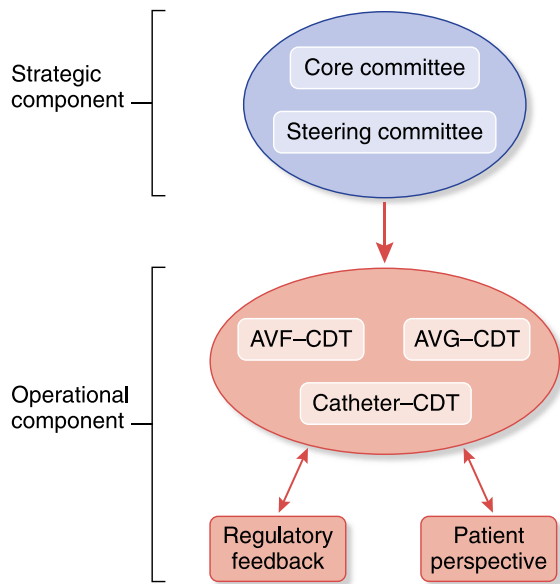 Strategic
component
Core committee
Steering committee
Operational
component
AVF–CDT
AVG–CDT
Catheter–CDT
Regulatory
feedback
Patient
perspective